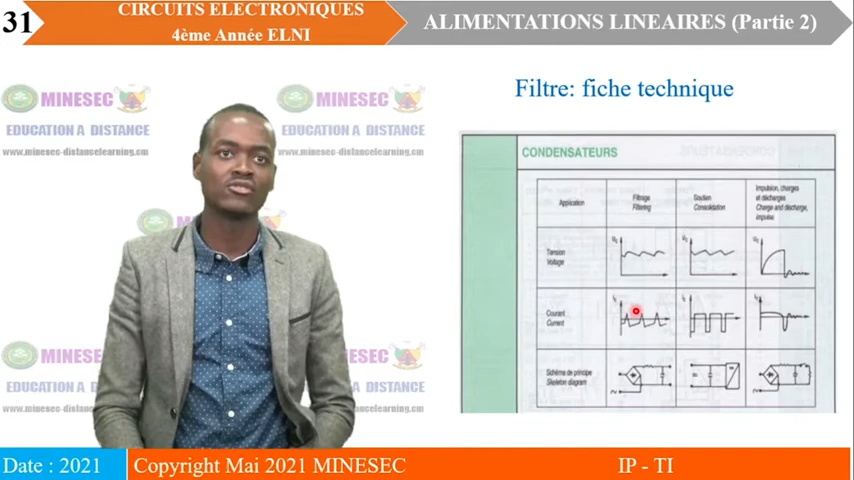 31
CIRCUITS ELECTRONIQUES
4ème Année ELNI
ALIMENTATIONS LINEAIRES (Partie 2)
MINESEC
EDUCATION A DISTANCE
www.minesec-distancelearning.cm
MINESEC
EDUCATION A DISTANCE
www.minesec-distancelearning.cm
MINESEC
MINESEC
EDUCATION A DISTANCE
www.minesec-distancelearning.cm
MINESEC
A DISTANCE
distancelearning.cm
Filtre: fiche technique
CONDENSATEURS
Application
Filtrage
Filtering
Soutien
Consolidation
Impulsion, charges
et décharges
Charge and discharge,
impulse
Tension
Voltage
Courant
Current
Schéma de principe
Skeleton diagram
Date : 2021
Copyright Mai 2021 MINESEC
IP - TI